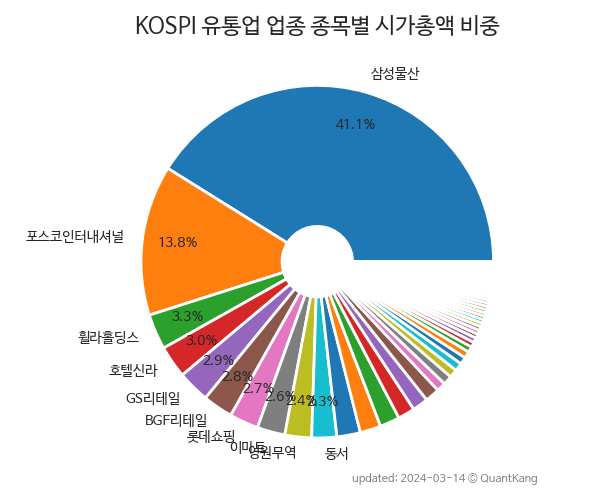 KOSPI 유통업 업종 종목별 시가총액 비중
삼성물산
41.1%
포스코인터내셔널
13.8%
휠라홀딩스
3.3%
호텔신라
3.0%
GS리테일
2.9%
BGF리테일
2.8%
롯데쇼핑
2.7%
이마트
2.6%
영원무역
2.4%
동서
2.3%
updated: 2024-03-14 © QuantKang